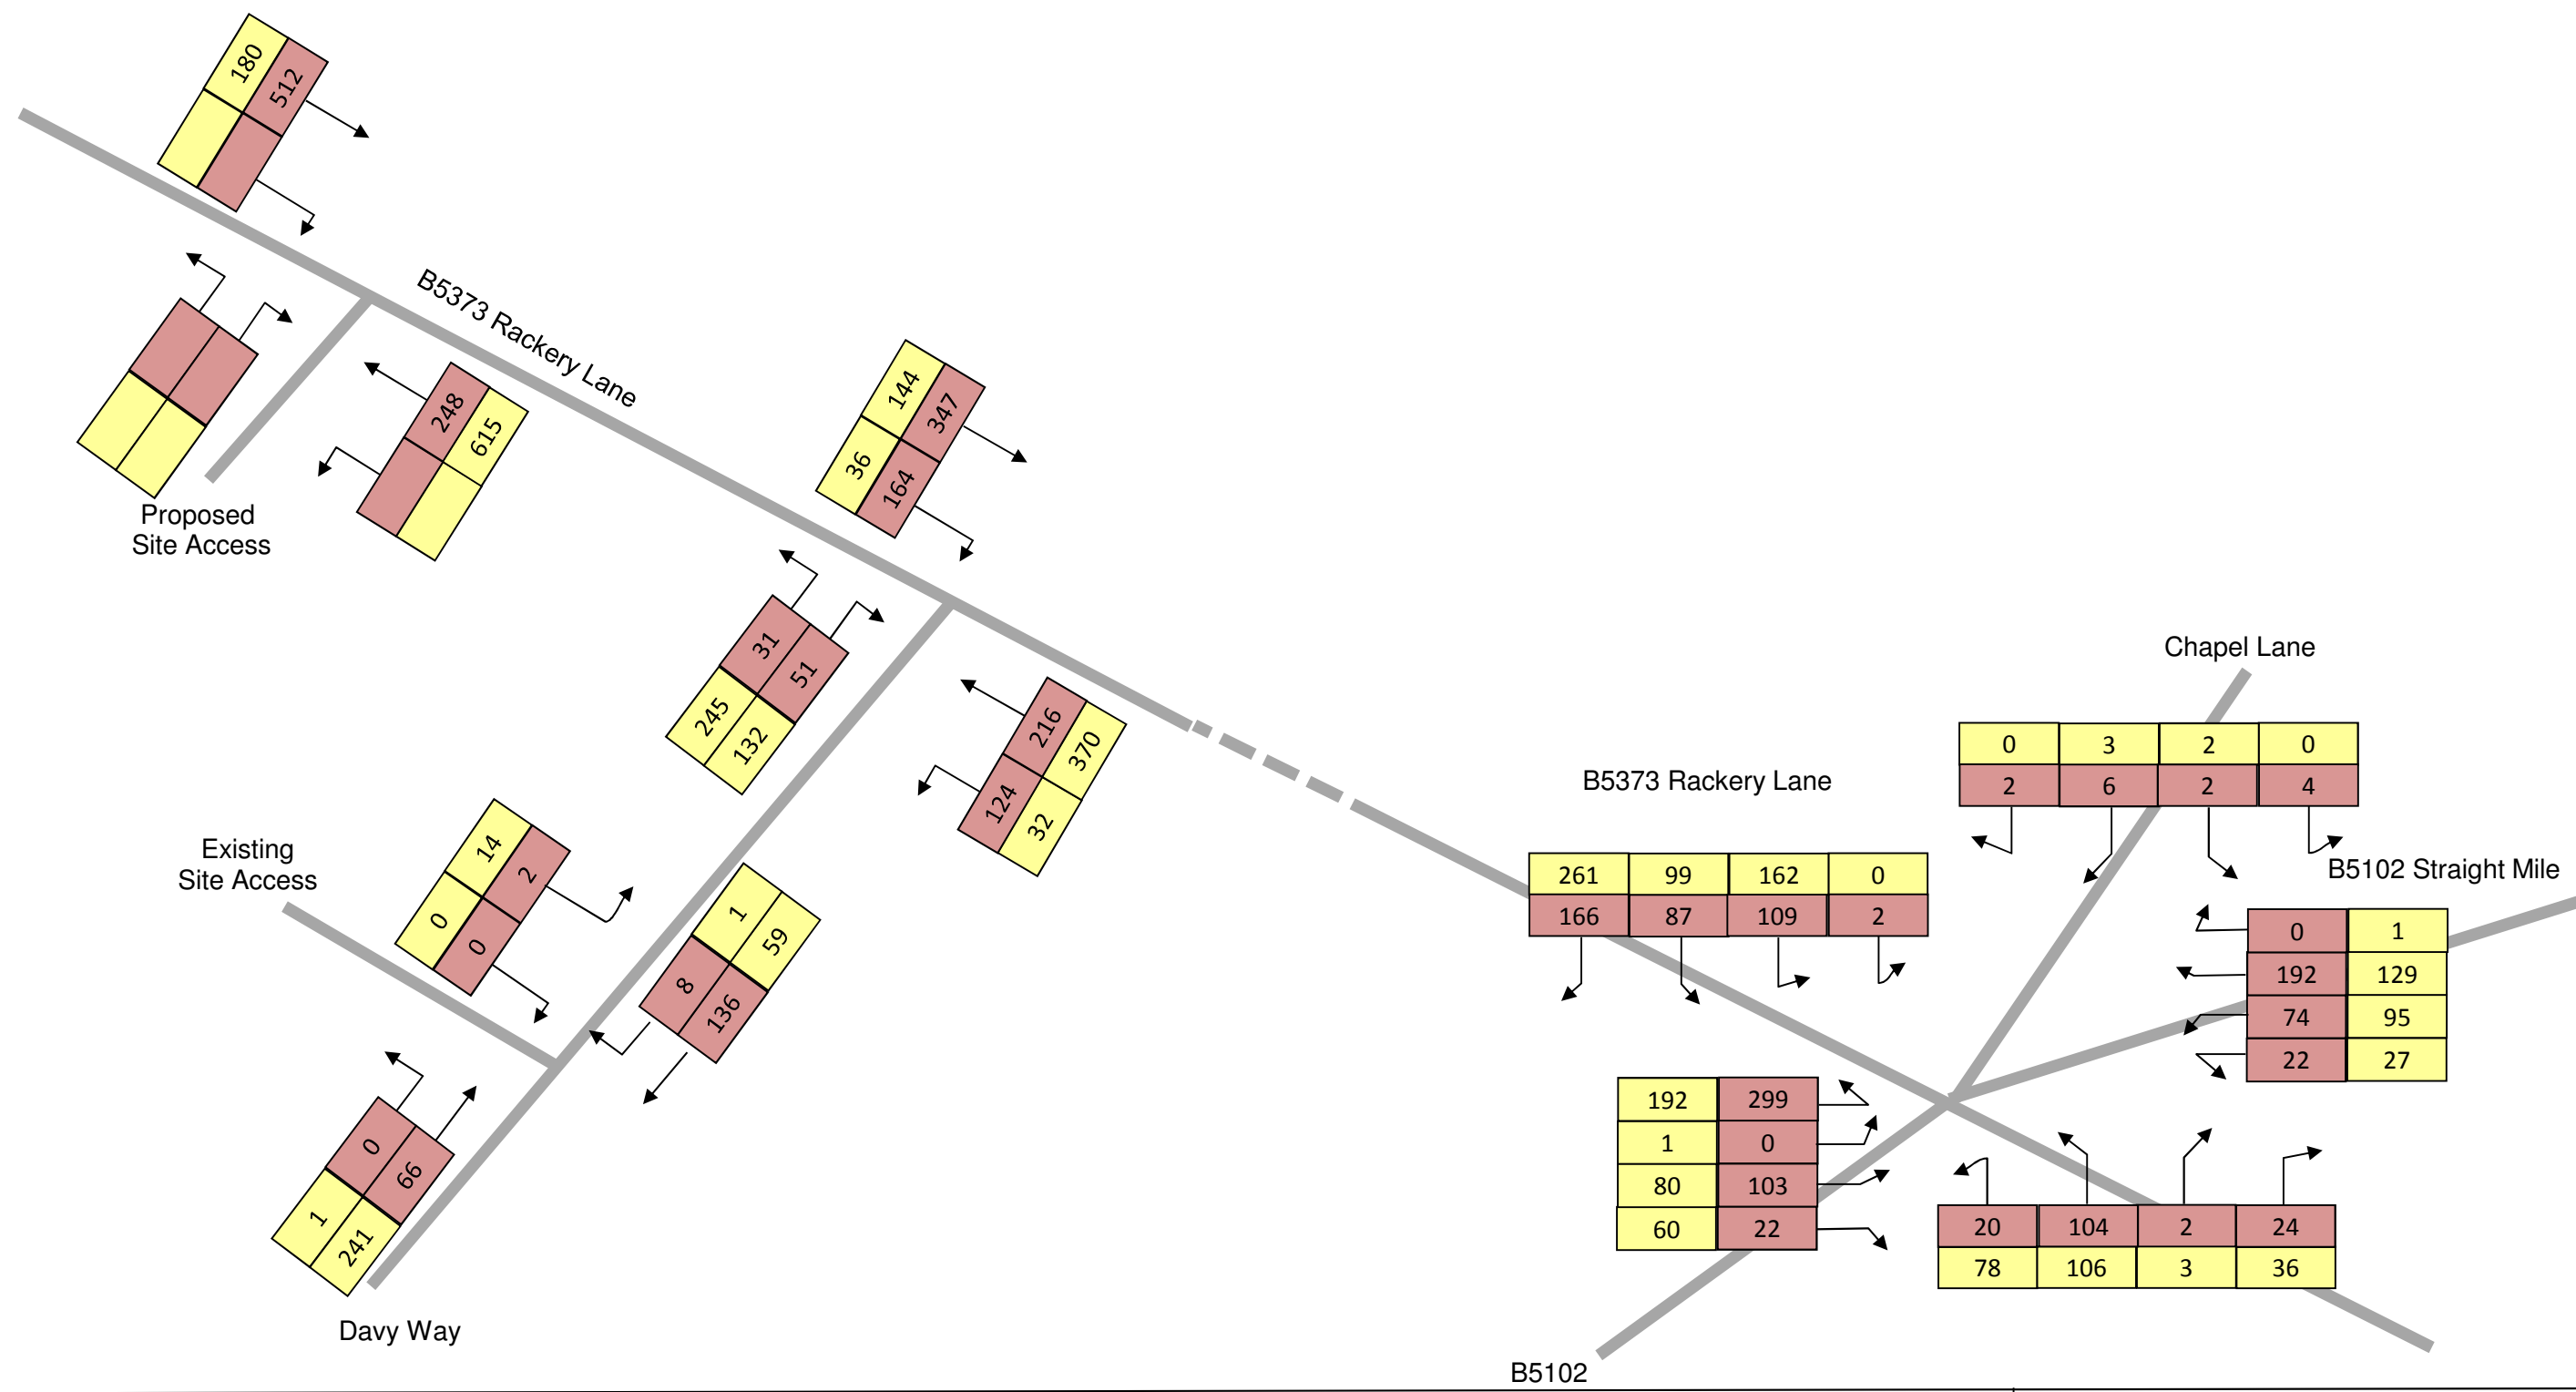 180
512
B5373 Rackery Lane
248
615
Proposed
Site Access
144
347
36
164
31
51
245
132
216
370
124
32
Existing
Site Access
14
2
0
0
1
59
8
136
0
66
1
241
Davy Way
Chapel Lane
0 3 2 0
2 6 2 4
B5373 Rackery Lane
261 99 162 0
166 87 109 2
B5102 Straight Mile
0 1
192 129
74 95
22 27
192 299
1 0
80 103
60 22
20 104 2 24
78 106 3 36
B5102